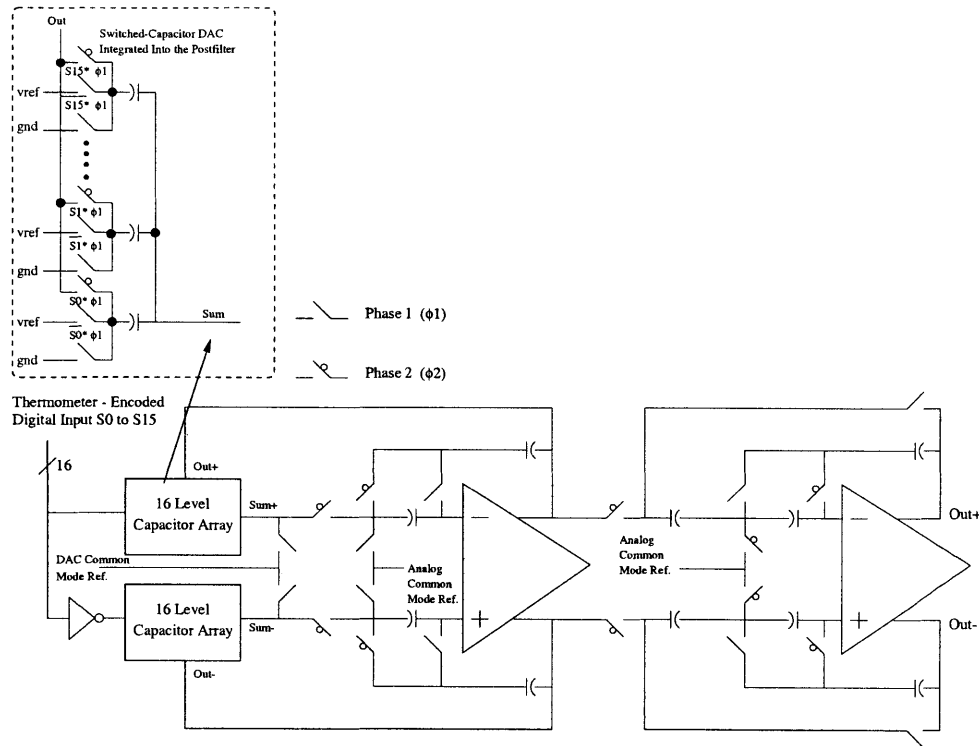 Out
Switched-Capacitor DAC
Integrated Into the Postfilter
S15* ϕ1
vref
S15* ϕ1
gnd
S1* ϕ1
vref
S1* ϕ1
gnd
S0* ϕ1
vref
S0* ϕ1
gnd
Sum
Phase 1 (ϕ1)
Phase 2 (ϕ2)
Thermometer - Encoded
Digital Input S0 to S15
16
Out+
16 Level
Capacitor Array
Sum+
DAC Common
Mode Ref.
16 Level
Capacitor Array
Sum-
Out-
Analog
Common
Mode Ref.
Analog
Common
Mode Ref.
Out+
Out-